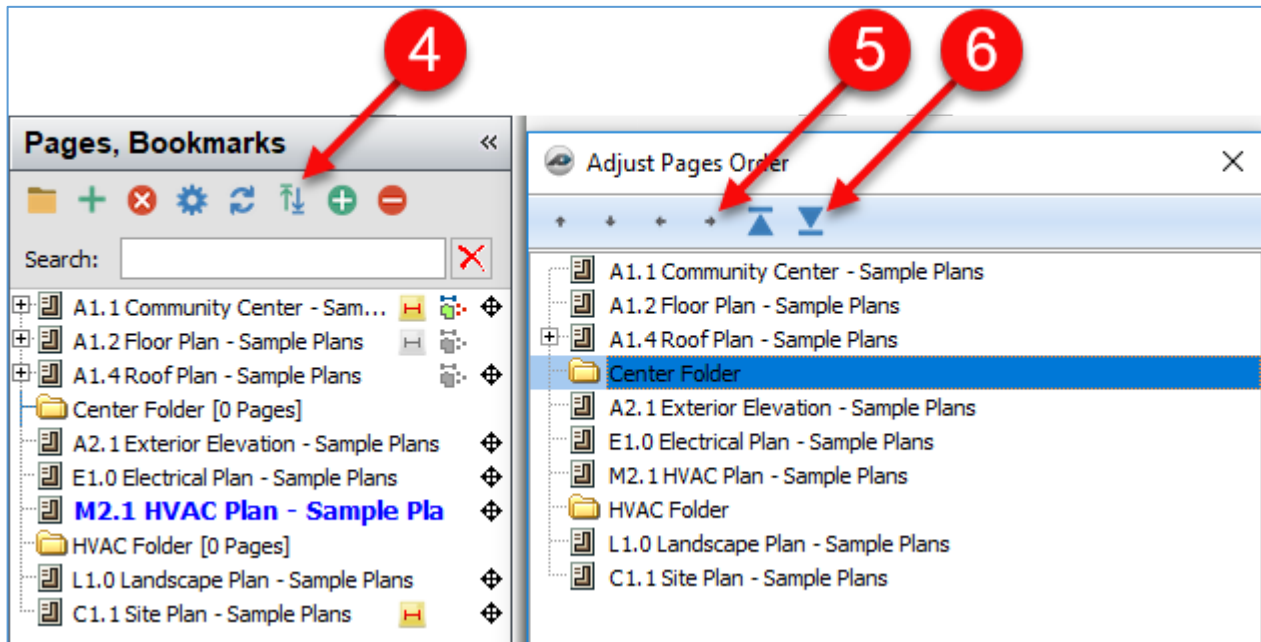 4
5
6
Pages, Bookmarks
«
Search:
A1.1 Community Center - Sam...
A1.2 Floor Plan - Sample Plans
A1.4 Roof Plan - Sample Plans
Center Folder [0 Pages]
A2.1 Exterior Elevation - Sample Plans
E1.0 Electrical Plan - Sample Plans
M2.1 HVAC Plan - Sample Pla
HVAC Folder [0 Pages]
L1.0 Landscape Plan - Sample Plans
C1.1 Site Plan - Sample Plans
Adjust Pages Order
A1.1 Community Center - Sample Plans
A1.2 Floor Plan - Sample Plans
A1.4 Roof Plan - Sample Plans
Center Folder
A2.1 Exterior Elevation - Sample Plans
E1.0 Electrical Plan - Sample Plans
M2.1 HVAC Plan - Sample Plans
HVAC Folder
L1.0 Landscape Plan - Sample Plans
C1.1 Site Plan - Sample Plans